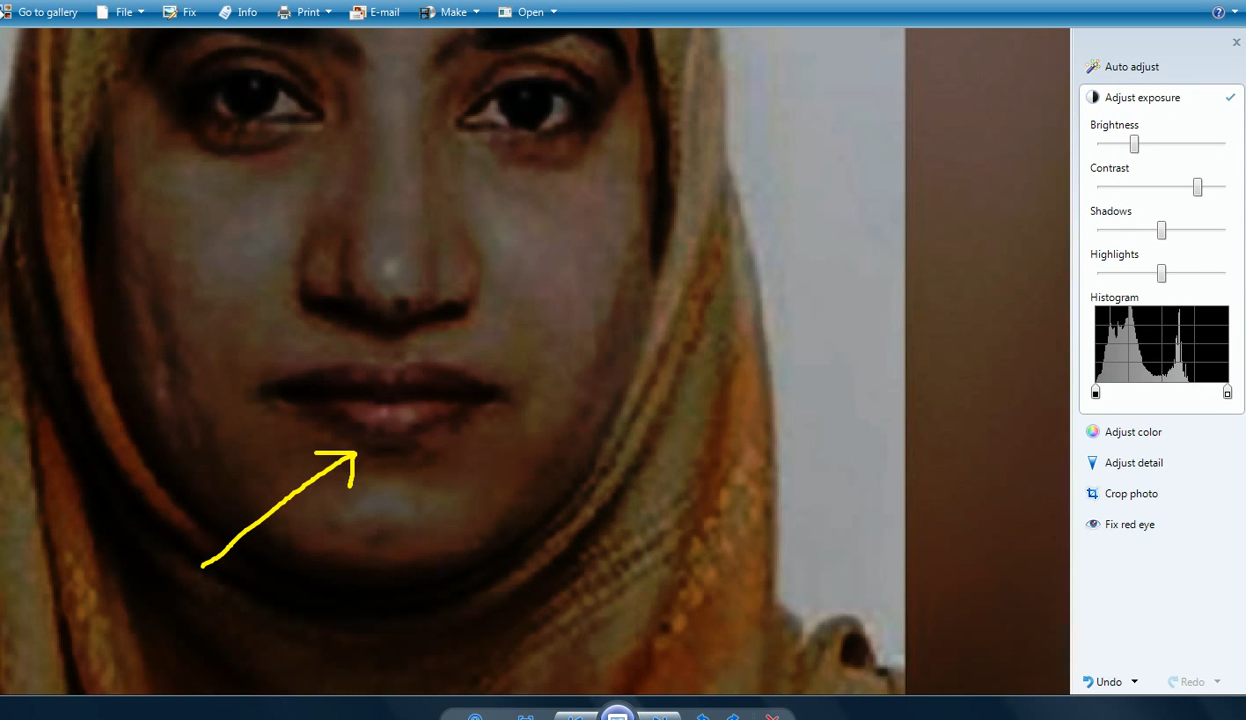 Go to gallery File Fix Info Print E-mail Make Open
Auto adjust
Adjust exposure
Brightness
Contrast
Shadows
Highlights
Histogram
Adjust color
Adjust detail
Crop photo
Fix red eye
Undo Redo